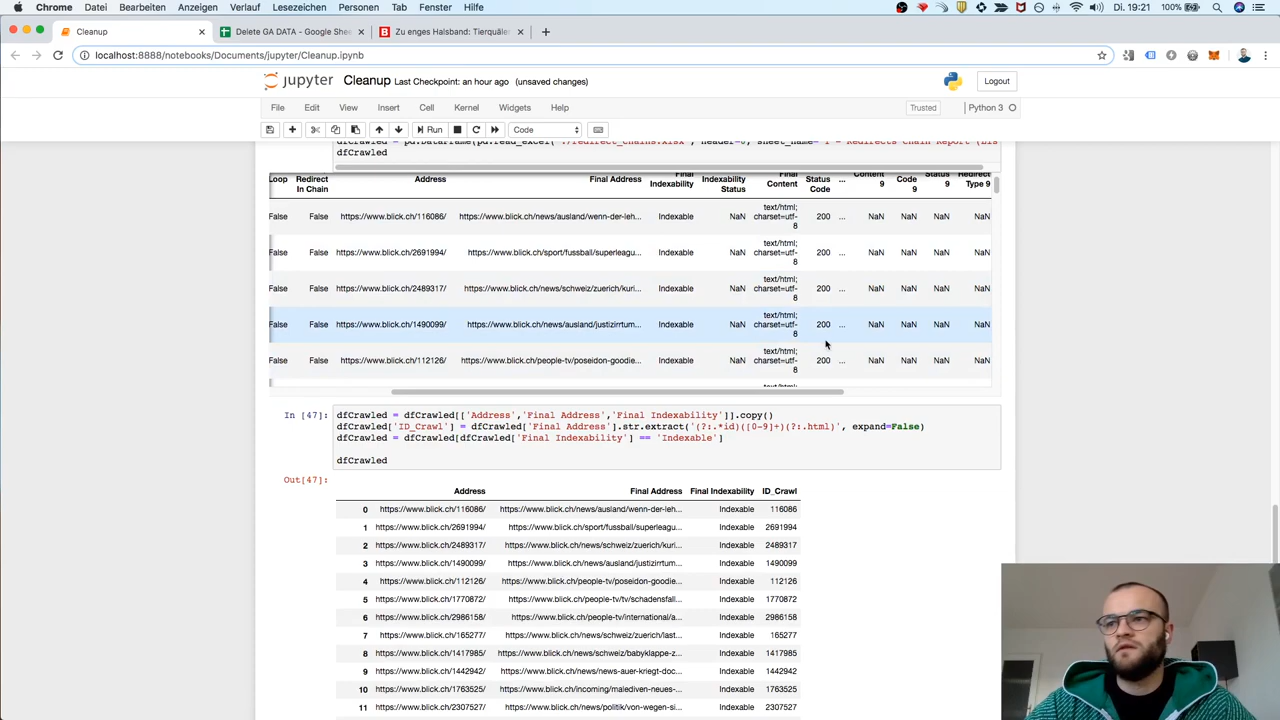 Chrome Datei Bearbeiten Anzeigen Verlauf Lesezeichen Personen Tab Fenster Hilfe Di. 19:21 100%
Cleanup Delete GA DATA - Google Shee Zu enges Halsband: Tierquäler
localhost:8888/notebooks/Documents/jupyter/Cleanup.ipynb
jupyter Cleanup Last Checkpoint: an hour ago (unsaved changes) Logout
File Edit View Insert Cell Kernel Widgets Help Trusted Python 3
Run Code
dfCrawled
Loop Redirect In Chain Address Final Address Final Indexability Indexability Status Final Content Status Code ... Content 9 Code 9 Status 9 Redirect Type 9
False False https://www.blick.ch/116086/ https://www.blick.ch/news/ausland/wenn-der-leh... Indexable NaN text/html; charset=utf-8 200 ... NaN NaN NaN NaN
False False https://www.blick.ch/2691994/ https://www.blick.ch/sport/fussball/superleagu... Indexable NaN text/html; charset=utf-8 200 ... NaN NaN NaN NaN
False False https://www.blick.ch/2489317/ https://www.blick.ch/news/schweiz/zuerich/kuri... Indexable NaN text/html; charset=utf-8 200 ... NaN NaN NaN NaN
False False https://www.blick.ch/1490099/ https://www.blick.ch/news/ausland/justizirrtum... Indexable NaN text/html; charset=utf-8 200 ... NaN NaN NaN NaN
False False https://www.blick.ch/112126/ https://www.blick.ch/people-tv/poseidon-goodie... Indexable NaN text/html; charset=utf-8 200 ... NaN NaN NaN NaN
text/html;
In [47]: dfCrawled = dfCrawled[['Address','Final Address','Final Indexability']].copy()
dfCrawled['ID_Crawl'] = dfCrawled['Final Address'].str.extract('(?:.*id)([0-9]+)(?:.html)', expand=False)
dfCrawled = dfCrawled[dfCrawled['Final Indexability'] == 'Indexable']
dfCrawled
Out[47]:
Address Final Address Final Indexability ID_Crawl
0 https://www.blick.ch/116086/ https://www.blick.ch/news/ausland/wenn-der-leh... Indexable 116086
1 https://www.blick.ch/2691994/ https://www.blick.ch/sport/fussball/superleagu... Indexable 2691994
2 https://www.blick.ch/2489317/ https://www.blick.ch/news/schweiz/zuerich/kuri... Indexable 2489317
3 https://www.blick.ch/1490099/ https://www.blick.ch/news/ausland/justizirrtum... Indexable 1490099
4 https://www.blick.ch/112126/ https://www.blick.ch/people-tv/poseidon-goodie... Indexable 112126
5 https://www.blick.ch/1770872/ https://www.blick.ch/people-tv/tv/schadensfall... Indexable 1770872
6 https://www.blick.ch/2986158/ https://www.blick.ch/people-tv/international/a... Indexable 2986158
7 https://www.blick.ch/165277/ https://www.blick.ch/news/schweiz/zuerich/last... Indexable 165277
8 https://www.blick.ch/1417985/ https://www.blick.ch/news/schweiz/babyklappe-z... Indexable 1417985
9 https://www.blick.ch/1442942/ https://www.blick.ch/news/news-auer-kriegt-doc... Indexable 1442942
10 https://www.blick.ch/1763525/ https://www.blick.ch/incoming/malediven-neues-... Indexable 1763525
11 https://www.blick.ch/2307527/ https://www.blick.ch/news/politik/von-wegen-si... Indexable 2307527